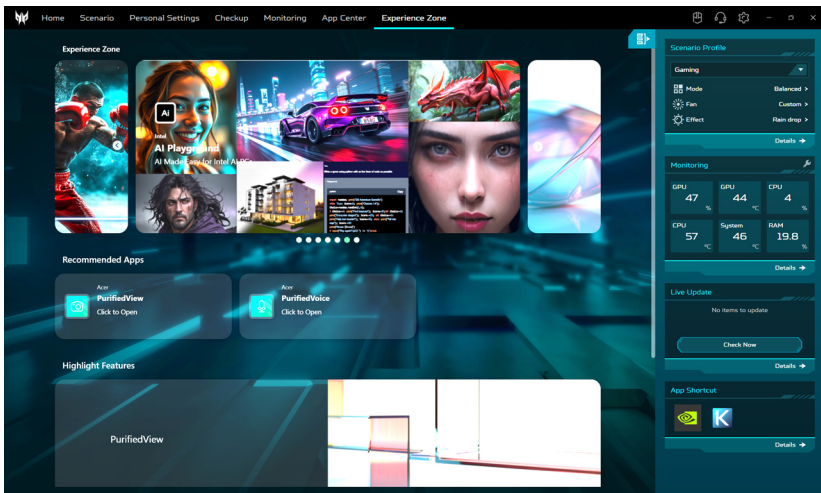 Home Scenario Personal Settings Checkup Monitoring App Center Experience Zone
Experience Zone
Ai
Intel
AI Playground
AI Made Easy for Intel AI PCs
Recommended Apps
Acer
PurifiedView
Click to Open
Acer
PurifiedVoice
Click to Open
Highlight Features
PurifiedView
Scenario Profile
Gaming
Mode Balanced >
Fan Custom >
Effect Rain drop >
Details →
Monitoring
GPU
47
%
GPU
44
°C
CPU
4
%
CPU
57
°C
System
46
°C
RAM
19.8
%
Details →
Live Update
No items to update
Check Now
Details →
App Shortcut
K
Details →